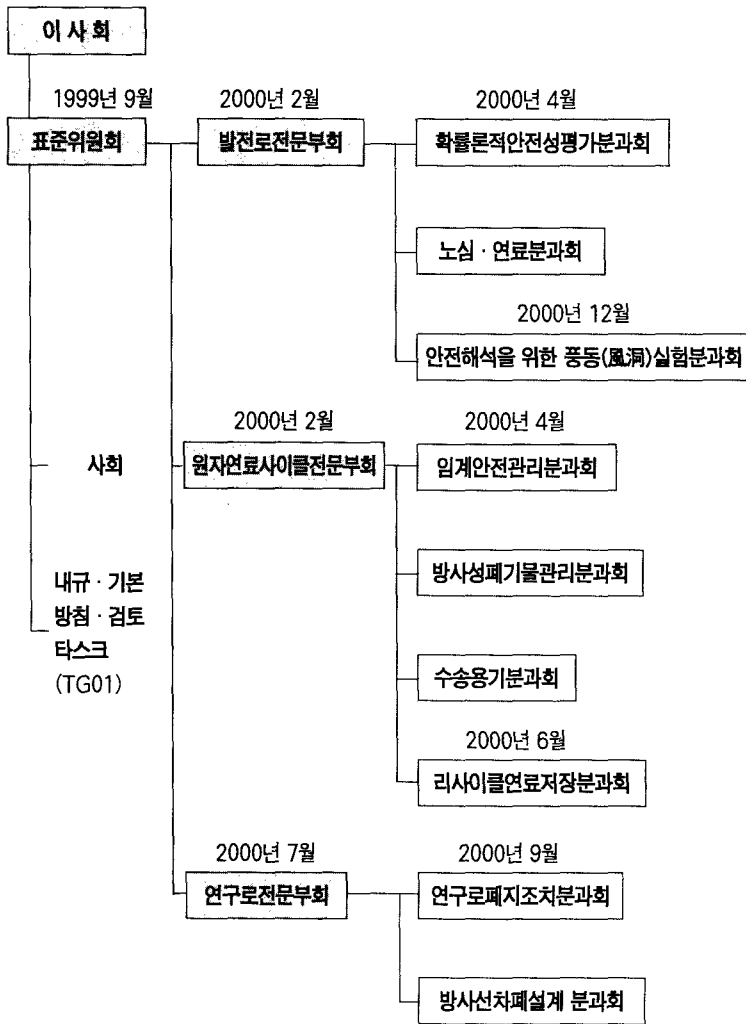 이사회
1999년 9월
2000년 2월
2000년 4월
표준위원회
발전로전문부회
확률론적안전성평가분과회
노심 · 연료분과회
2000년 12월
안전해석을 위한 풍동(風洞)실험분과회
2000년 2월
2000년 4월
사회
원자연료사이클전문부회
임계안전관리분과회
내규 · 기본
방침 · 검토
타스크
(TG01)
방사성폐기물관리분과회
수송용기분과회
2000년 6월
리사이클연료저장분과회
2000년 7월
2000년 9월
연구로전문부회
연구로폐지조치분과회
방사선차폐설계 분과회